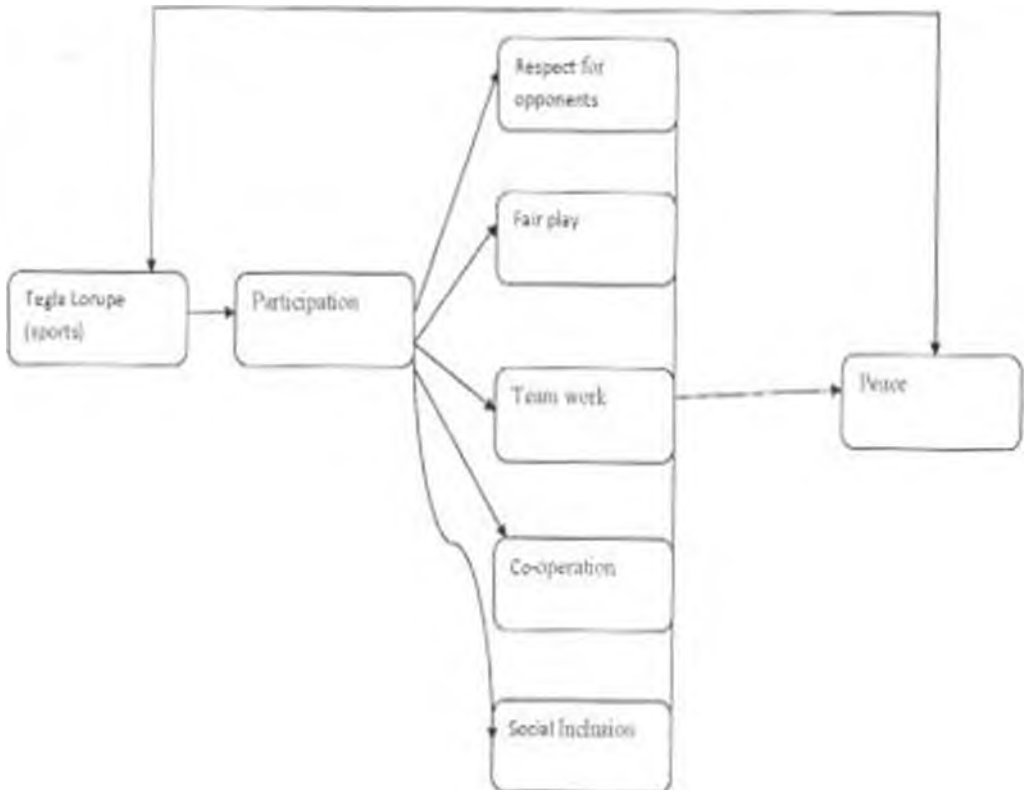 Respect for
opponents
Fair play
Tegla Lorupe
(sports)
Participation
Team work
Peace
Co-operation
Social Inclusion